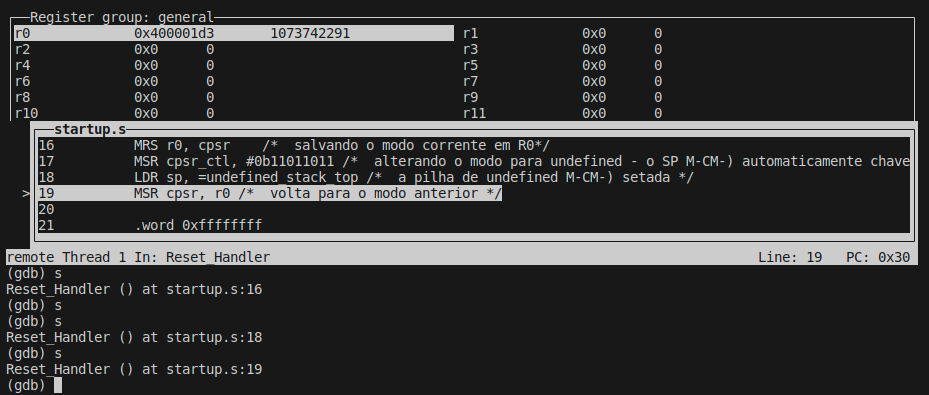 Register group: general
r0 0x400001d3 1073742291 r1 0x0 0
r2 0x0 0 r3 0x0 0
r4 0x0 0 r5 0x0 0
r6 0x0 0 r7 0x0 0
r8 0x0 0 r9 0x0 0
r10 0x0 0 r11 0x0 0
startup.s
16 MRS r0, cpsr /* salvando o modo corrente em R0*/
17 MSR cpsr_ctl, #0b11011011 /* alterando o modo para undefined - o SP M-CM-) automaticamente chave
18 LDR sp, =undefined_stack_top /* a pilha de undefined M-CM-) setada */
> 19 MSR cpsr, r0 /* volta para o modo anterior */
20
21 .word 0xffffffff
remote Thread 1 In: Reset_Handler Line: 19 PC: 0x30
(gdb) s
Reset_Handler () at startup.s:16
(gdb) s
(gdb) s
Reset_Handler () at startup.s:18
(gdb) s
Reset_Handler () at startup.s:19
(gdb)